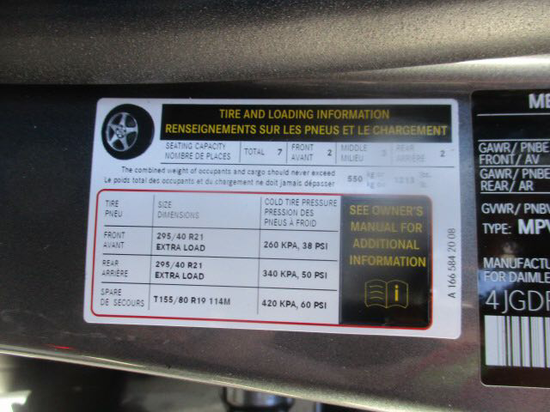 TIRE AND LOADING INFORMATION
RENSEIGNEMENTS SUR LES PNEUS ET LE CHARGEMENT
SEATING CAPACITY
NOMBRE DE PLACES
TOTAL 7
FRONT
AVANT 2
MIDDLE
MILIEU 3
REAR
ARRIÈRE 2
The combined weight of occupants and cargo should never exceed
Le poids total des occupants et du chargement ne doit jamais dépasser
550 kg
1213
TIRE
PNEU
SIZE
DIMENSIONS
COLD TIRE PRESSURE
PRESSION DES
PNEUS À FROID
FRONT
AVANT
295/40 R21
EXTRA LOAD
260 KPA, 38 PSI
REAR
ARRIÈRE
295/40 R21
EXTRA LOAD
340 KPA, 50 PSI
SPARE
DE SECOURS
T155/80 R19 114M
420 KPA, 60 PSI
SEE OWNER'S
MANUAL FOR
ADDITIONAL
INFORMATION
A 166 584 20 08
GAWR/ PNBE
FRONT/ AV
GAWR/ PNBE
REAR/ AR
GVWR/ PNBV
TYPE: MPV
MANUFACTU
FOR DAIMLE
4JGDF